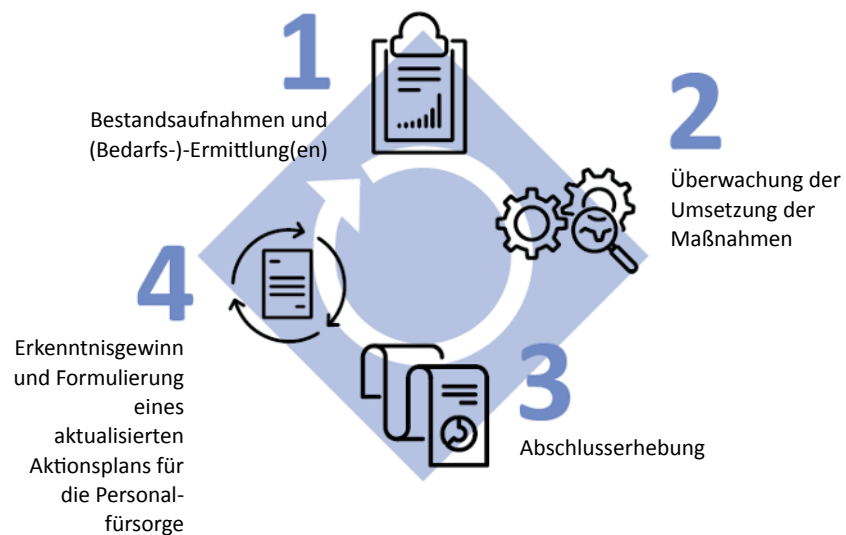 1
Bestandsaufnahmen und
(Bedarfs-)-Ermittlung(en)
2
Überwachung der
Umsetzung der
Maßnahmen
3
Abschlusserhebung
4
Erkenntnisgewinn
und Formulierung
eines
aktualisierten
Aktionsplans für
die Personal-
fürsorge